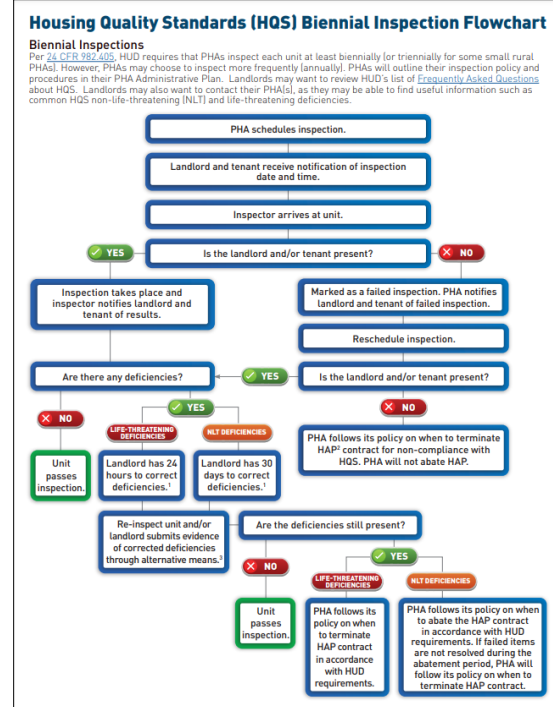 Housing Quality Standards (HQS) Biennial Inspection Flowchart
Biennial Inspections
Per 24 CFR 982.405, HUD requires that PHAs inspect each unit at least biennially (or triennially for some small rural
PHAs). However, PHAs may choose to inspect more frequently (annually). PHAs will outline their inspection policy and
procedures in their PHA Administrative Plan. Landlords may want to review HUD's list of Frequently Asked Questions
about HQS. Landlords may also want to contact their PHA(s), as they may be able to find useful information such as
common HQS non-life-threatening (NLT) and life-threatening deficiencies.
PHA schedules inspection.
Landlord and tenant receive notification of inspection
date and time.
Inspector arrives at unit.
YES
Is the landlord and/or tenant present?
NO
Inspection takes place and
inspector notifies landlord and
tenant of results.
Marked as a failed inspection. PHA notifies
landlord and tenant of failed inspection.
Reschedule inspection.
Are there any deficiencies?
YES
Is the landlord and/or tenant present?
NO
YES
NO
LIFE-THREATENING
DEFICIENCIES
NLT DEFICIENCIES
PHA follows its policy on when to terminate
HAP² contract for non-compliance with
HQS. PHA will not abate HAP.
Unit
passes
inspection.
Landlord has 24
hours to correct
deficiencies.¹
Landlord has 30
days to correct
deficiencies.¹
Re-inspect unit and/or
landlord submits evidence
of corrected deficiencies
through alternative means.³
Are the deficiencies still present?
NO
YES
LIFE-THREATENING
DEFICIENCIES
NLT DEFICIENCIES
Unit
passes
inspection.
PHA follows its
policy on when
to terminate
HAP contract
in accordance
with HUD
requirements.
PHA follows its policy on when
to abate the HAP contract
in accordance with HUD
requirements. If failed items
are not resolved during the
abatement period, PHA will
follow its policy on when to
terminate HAP contract.